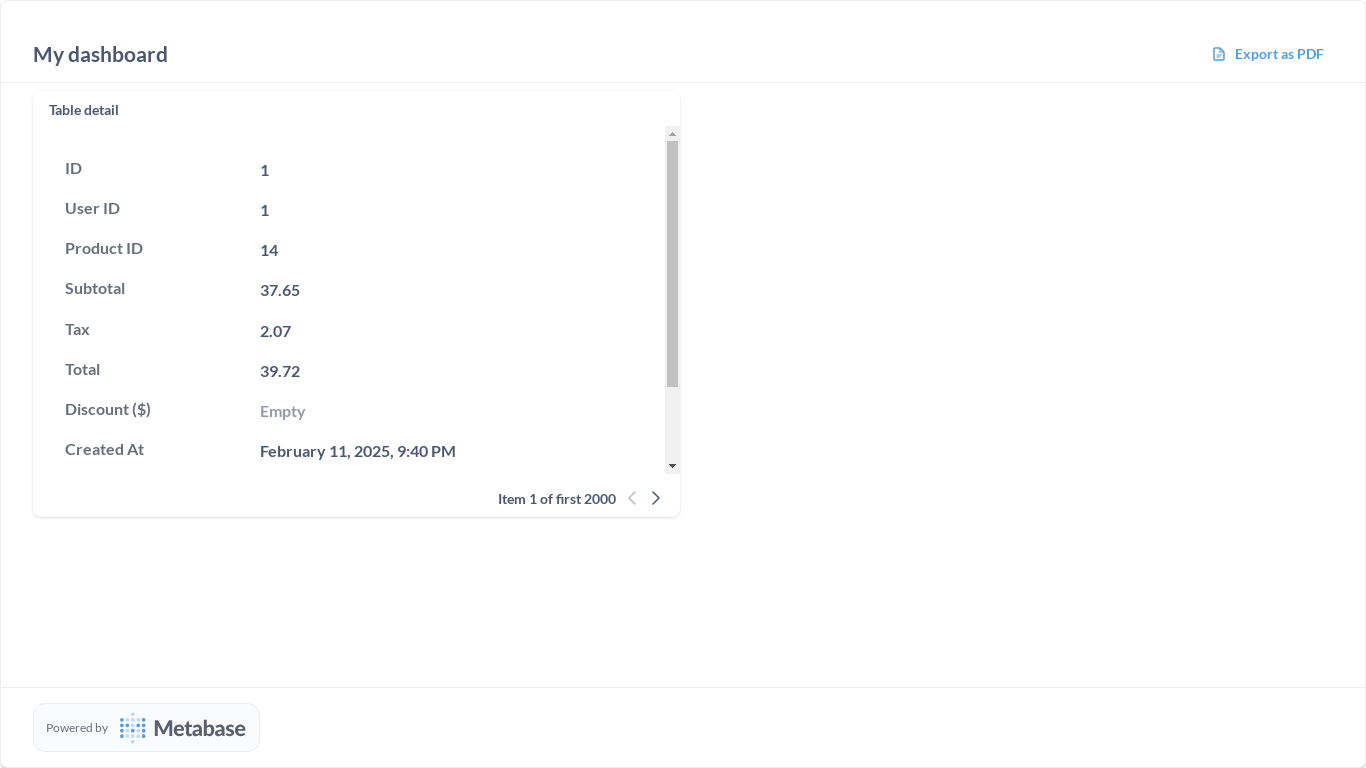 My dashboard
Export as PDF
Table detail
ID 1
User ID 1
Product ID 14
Subtotal 37.65
Tax 2.07
Total 39.72
Discount ($) Empty
Created At February 11, 2025, 9:40 PM
Item 1 of first 2000
Powered by Metabase